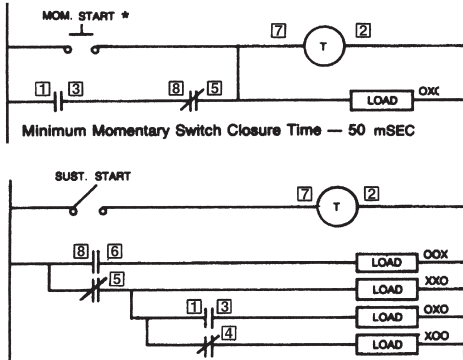 MOM. START *
7 T 2
1 3 8 5 LOAD OXO
Minimum Momentary Switch Closure Time — 50 mSEC
SUST. START
7 T 2
8 6 LOAD OOX
5 LOAD XXO
1 3 LOAD OXO
4 LOAD XOO